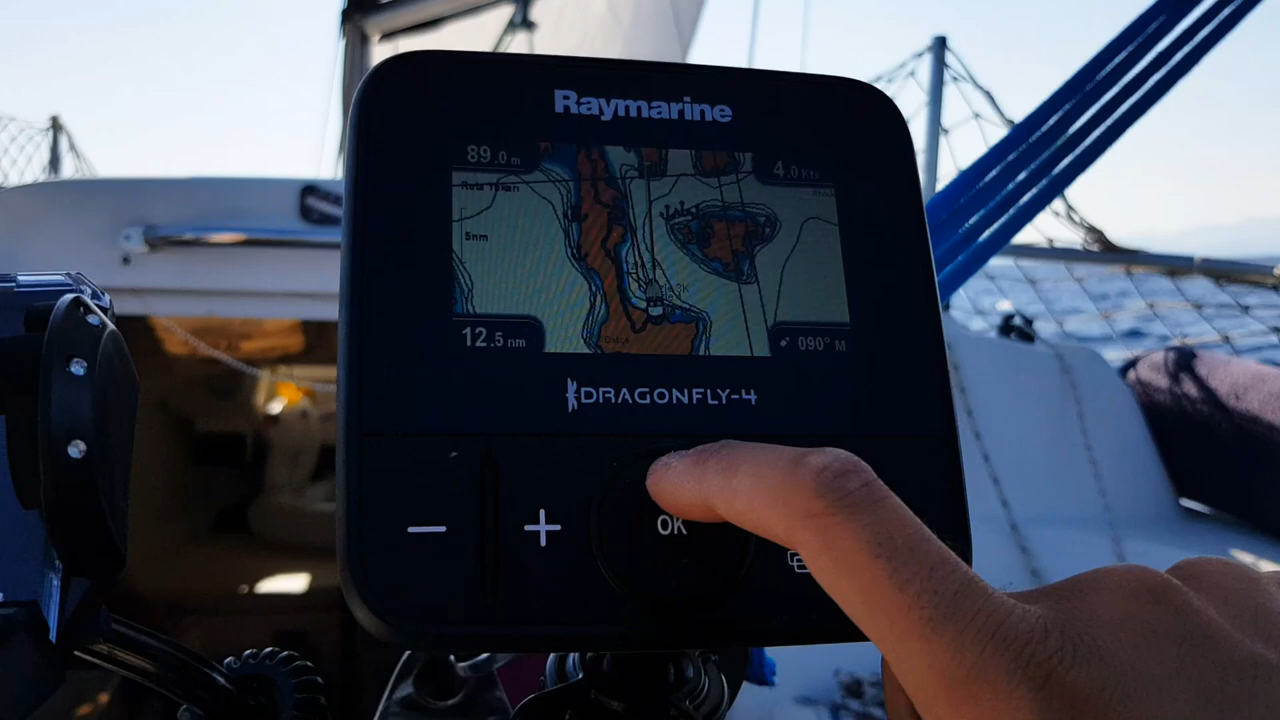 Raymarine
89.0 m
4.0 Kts
5nm
12.5 nm
090° M
DRAGONFLY-4
− +
OK